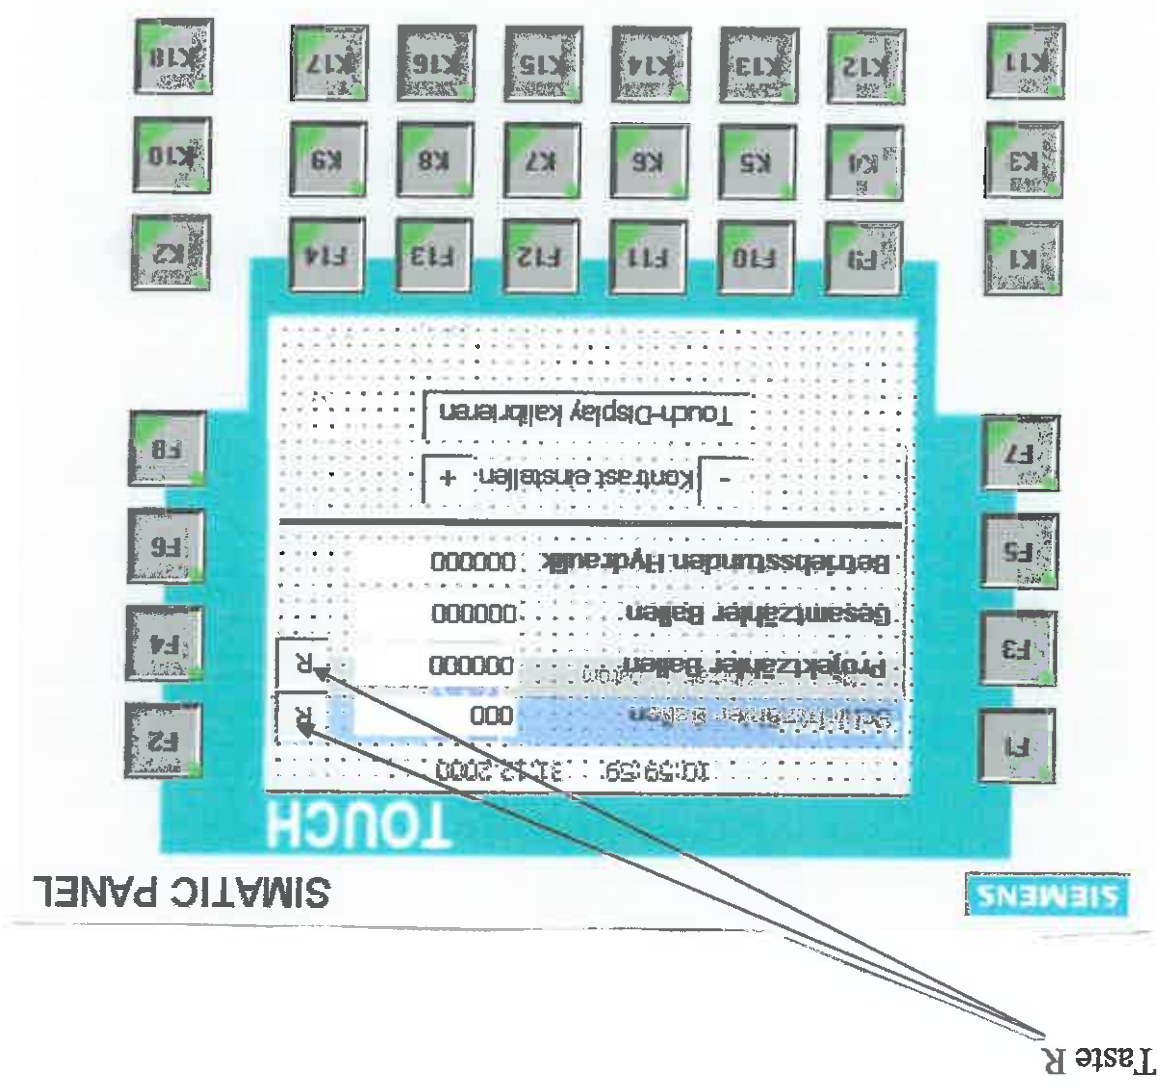 Taste R
SIEMENS SIMATIC PANEL
TOUCH
10:59:59 31.12.2000
F1 Schichtzähler Ballen 000 R F2
F3 Projektzähler Ballen 000000 R F4
Gesamtzähler Ballen 000000
F5 Betriebsstunden Hydraulik 000000 F6
F7 - Kontrast einstellen + F8
Touch-Display kalibrieren
K1 F9 F10 F11 F12 F13 F14 K2
K3 K4 K5 K6 K7 K8 K9 K10
K11 K12 K13 K14 K15 K16 K17 K18